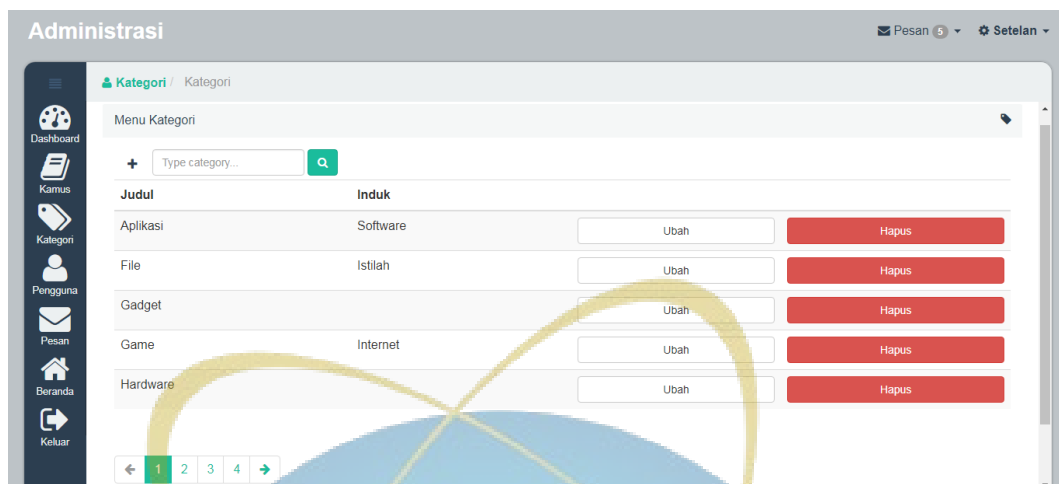 Administrasi
Pesan 5 Setelan
Kategori / Kategori
Menu Kategori
Type category...
Judul Induk
Aplikasi Software Ubah Hapus
File Istilah Ubah Hapus
Gadget Ubah Hapus
Game Internet Ubah Hapus
Hardware Ubah Hapus
1 2 3 4
Dashboard
Kamus
Kategori
Pengguna
Pesan
Beranda
Keluar